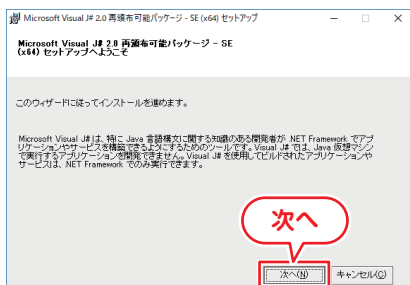 Microsoft Visual J# 2.0 再頒布可能パッケージ - SE (x64) セットアップ
Microsoft Visual J# 2.0 再頒布可能パッケージ - SE
(x64) セットアップへようこそ
このウィザードに従ってインストールを進めます。
Microsoft Visual J# は、特に Java 言語構文に関する知識のある開発者が .NET Framework でアプ
リケーションやサービスを構築できるようにするためのツールです。Visual J# では、Java 仮想マシン
で実行するアプリケーションを開発できません。Visual J# を使用してビルドされたアプリケーションや
サービスは、.NET Framework でのみ実行できます。
次へ
次へ(N)
キャンセル(C)